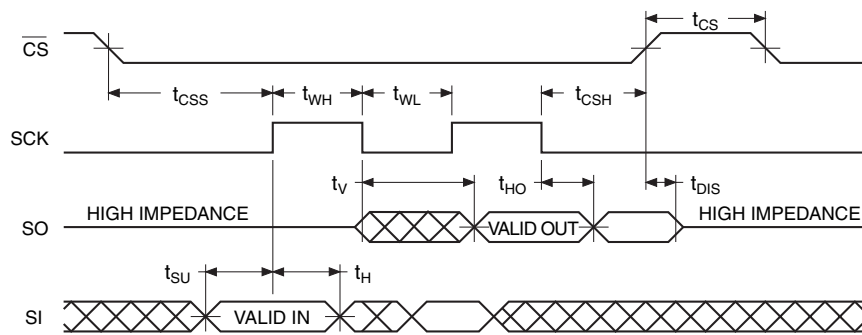 t_CS
C̅S̅
t_CSS t_WH t_WL t_CSH
SCK
t_V t_HO t_DIS
HIGH IMPEDANCE HIGH IMPEDANCE
SO VALID OUT
t_SU t_H
SI VALID IN